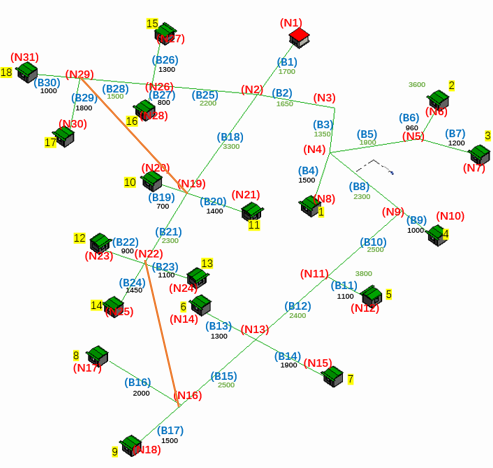 15
(N1)
(N27)
(N31)
(B26)
1300
(B1)
1700
18
(N29)
(B30)
1000
(B28)
1500
(N26)
(B27)
800
(B25)
2200
(N2)
(B2)
1650
(N3)
3600
2
(B29)
1800
16
(N28)
(B3)
1350
(B6)
960
(N6)
(N30)
17
(B18)
3300
(N4)
(B5)
1800
(N5)
(B7)
1200
3
(N7)
(N20)
10
(N19)
(B4)
1500
(B8)
2300
(B19)
700
(B20)
1400
(N21)
11
(N8)
1
(N9)
(B9)
1000
(N10)
4
12
(B21)
2300
(B10)
2500
(B22)
900
(N23)
(N22)
13
(B23)
1100
(N24)
(N11)
3800
(B24)
1450
(B11)
1100
5
(N12)
14
(N25)
6
(N14)
(B12)
2400
(B13)
1300
(N13)
8
(N17)
(B14)
1900
(N15)
7
(B16)
2000
(B15)
2500
(N16)
(B17)
1500
9
(N18)